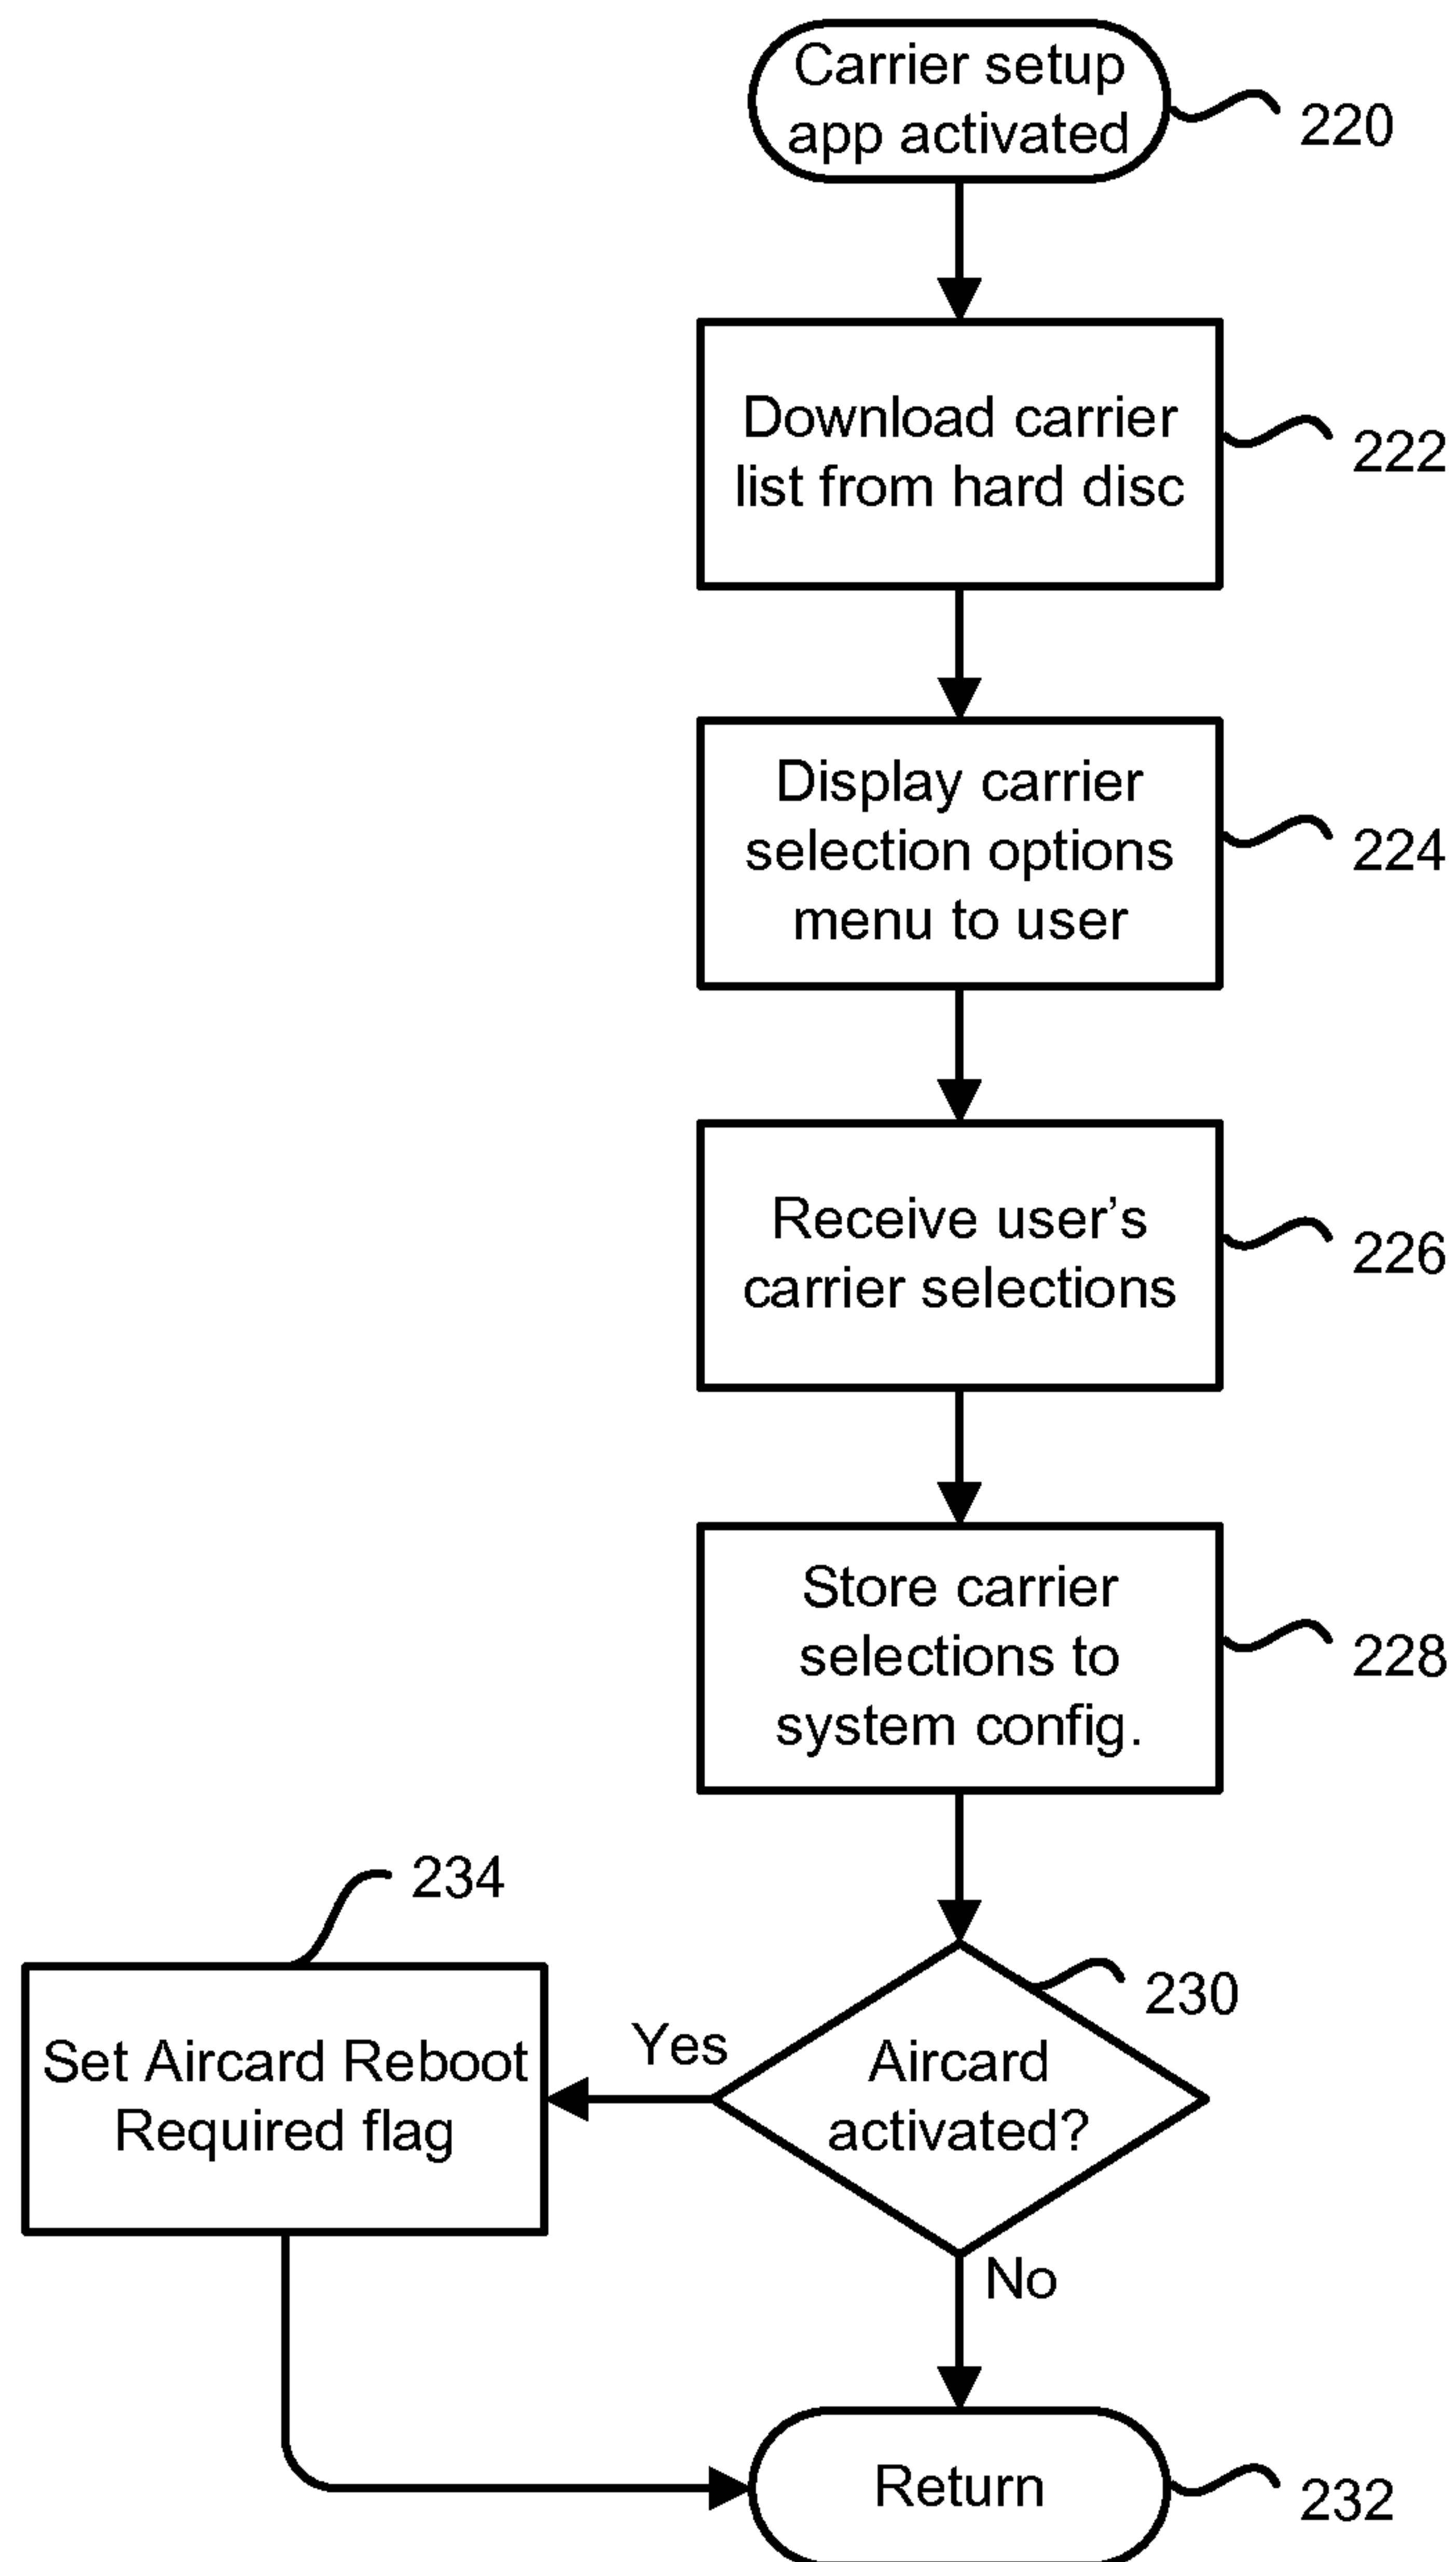 Carrier setup
app activated
220
Download carrier
list from hard disc
222
Display carrier
selection options
menu to user
224
Receive user’s
carrier selections
226
Store carrier
selections to
system config.
228
234
230
Set Aircard Reboot
Required flag
Yes
Aircard
activated?
No
Return
232